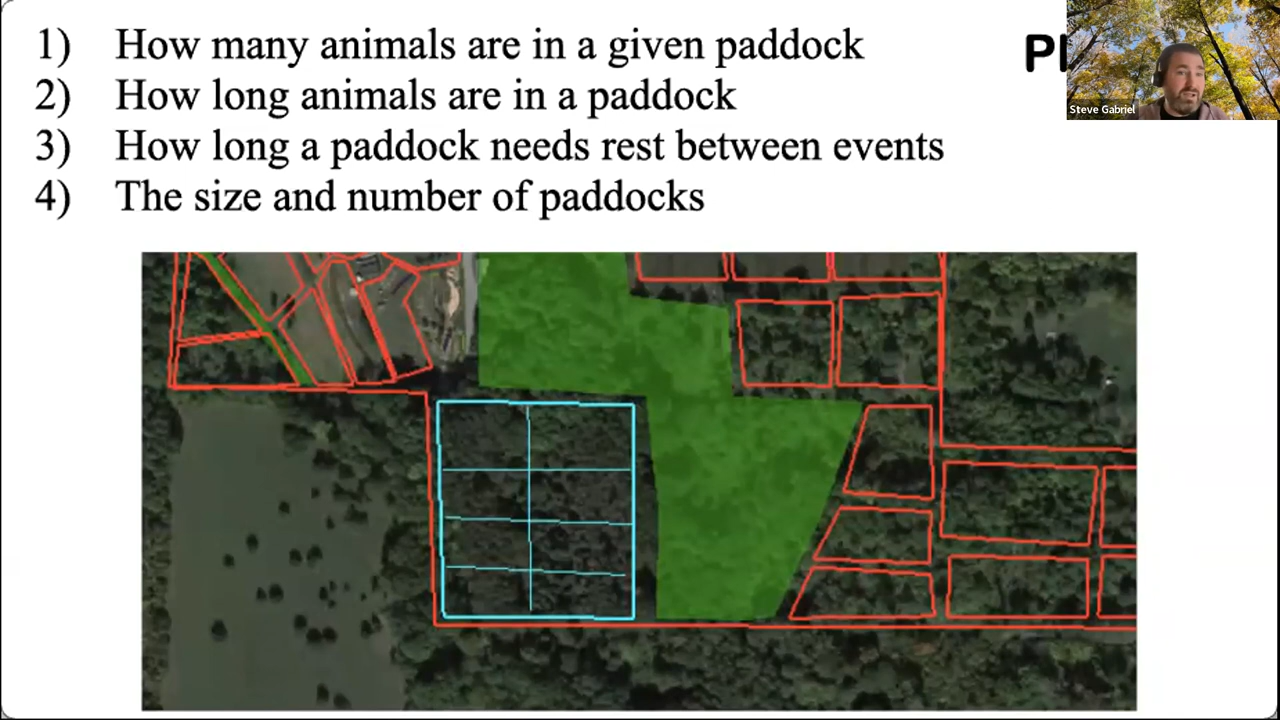 1) How many animals are in a given paddock
2) How long animals are in a paddock
3) How long a paddock needs rest between events
4) The size and number of paddocks
Steve Gabriel